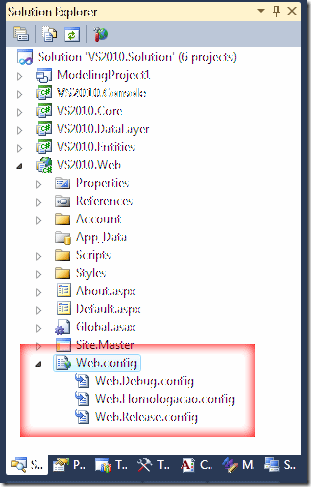 Solution Explorer
Solution 'VS2010.Solution' (6 projects)
ModelingProject1
VS2010.Console
VS2010.Core
VS2010.DataLayer
VS2010.Entities
VS2010.Web
Properties
References
Account
App_Data
Scripts
Styles
About.aspx
Default.aspx
Global.asax
Site.Master
Web.config
Web.Debug.config
Web.Homologacao.config
Web.Release.config
S... P... T... T... C... M. S...